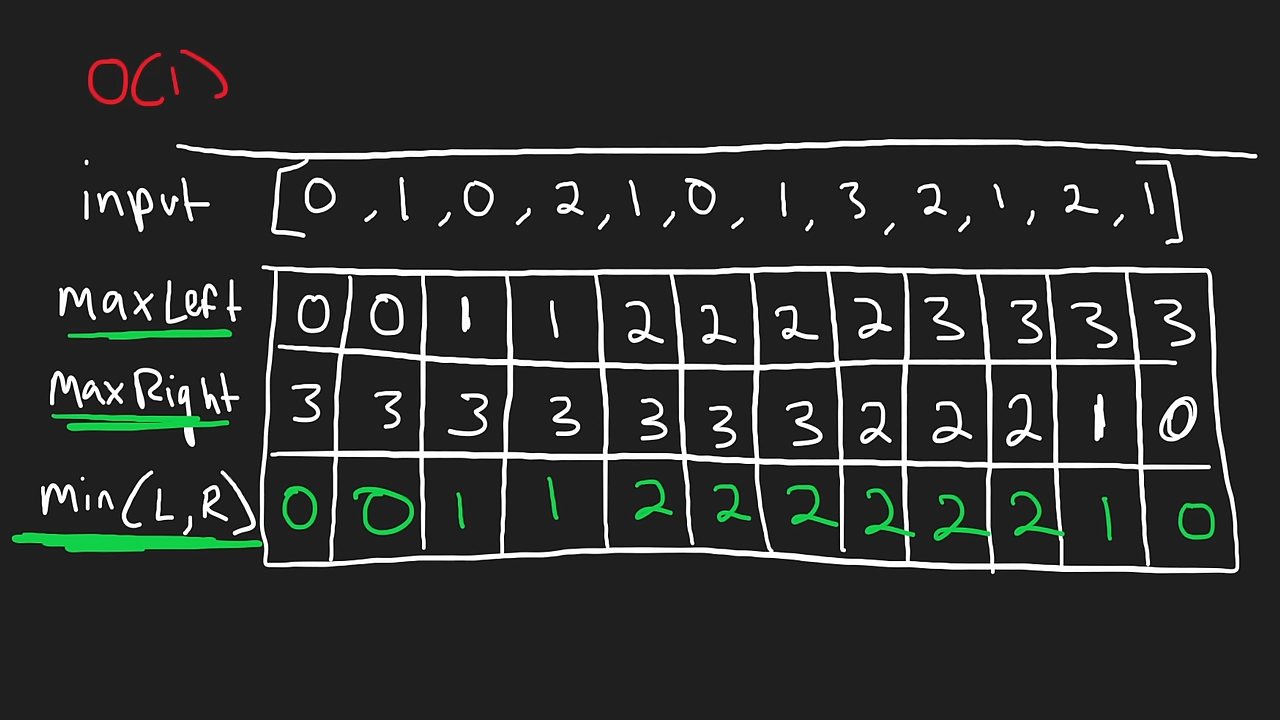 O(1)
input [0, 1, 0, 2, 1, 0, 1, 3, 2, 1, 2, 1]
maxLeft 0 0 1 1 2 2 2 2 3 3 3 3
maxRight 3 3 3 3 3 3 3 2 2 2 1 0
min(L,R) 0 0 1 1 2 2 2 2 2 2 1 0